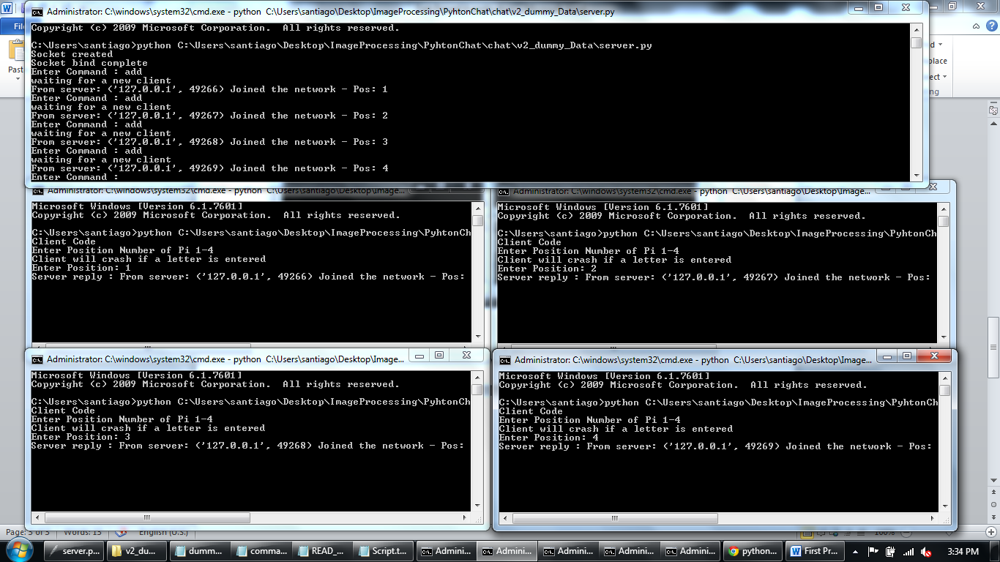 Administrator: C:\windows\system32\cmd.exe - python  C:\Users\santiago\Desktop\ImageProcessing\PyhtonChat\chat\v2_dummy_Data\server.py
Copyright (c) 2009 Microsoft Corporation.  All rights reserved.
C:\Users\santiago>python C:\Users\santiago\Desktop\ImageProcessing\PyhtonChat\chat\v2_dummy_Data\server.py
Socket created
Socket bind complete
Enter Command : add
waiting for a new client
From server: ('127.0.0.1', 49266) Joined the network - Pos: 1
Enter Command : add
waiting for a new client
From server: ('127.0.0.1', 49267) Joined the network - Pos: 2
Enter Command : add
waiting for a new client
From server: ('127.0.0.1', 49268) Joined the network - Pos: 3
Enter Command : add
waiting for a new client
From server: ('127.0.0.1', 49269) Joined the network - Pos: 4
Enter Command :
Fil
Past
d
place
ect
ng
Administrator: C:\windows\system32\cmd.exe - python  C:\Users\santiago\Desktop\Image...
Microsoft Windows [Version 6.1.7601]
Copyright (c) 2009 Microsoft Corporation.  All rights reserved.
C:\Users\santiago>python C:\Users\santiago\Desktop\ImageProcessing\PyhtonCh
Client Code
Enter Position Number of Pi 1-4
Client will crash if a letter is entered
Enter Position: 1
Server reply : From server: ('127.0.0.1', 49266) Joined the network - Pos:
Administrator: C:\windows\system32\cmd.exe - python  C:\Users\santiago\Desktop\Image...
Microsoft Windows [Version 6.1.7601]
Copyright (c) 2009 Microsoft Corporation.  All rights reserved.
C:\Users\santiago>python C:\Users\santiago\Desktop\ImageProcessing\PyhtonCh
Client Code
Enter Position Number of Pi 1-4
Client will crash if a letter is entered
Enter Position: 2
Server reply : From server: ('127.0.0.1', 49267) Joined the network - Pos:
Administrator: C:\windows\system32\cmd.exe - python  C:\Users\santiago\Desktop\Image...
Microsoft Windows [Version 6.1.7601]
Copyright (c) 2009 Microsoft Corporation.  All rights reserved.
C:\Users\santiago>python C:\Users\santiago\Desktop\ImageProcessing\PyhtonCh
Client Code
Enter Position Number of Pi 1-4
Client will crash if a letter is entered
Enter Position: 3
Server reply : From server: ('127.0.0.1', 49268) Joined the network - Pos:
Administrator: C:\windows\system32\cmd.exe - python  C:\Users\santiago\Desktop\Image...
Microsoft Windows [Version 6.1.7601]
Copyright (c) 2009 Microsoft Corporation.  All rights reserved.
C:\Users\santiago>python C:\Users\santiago\Desktop\ImageProcessing\PyhtonCh
Client Code
Enter Position Number of Pi 1-4
Client will crash if a letter is entered
Enter Position: 4
Server reply : From server: ('127.0.0.1', 49269) Joined the network - Pos:
Words: 15 English (U.S.) 100%
server.p... v2_du... dumm... comma... READ_... Script.t... Admini... Admini... Admini... Admini... Admini... python... First Pr... 3:34 PM